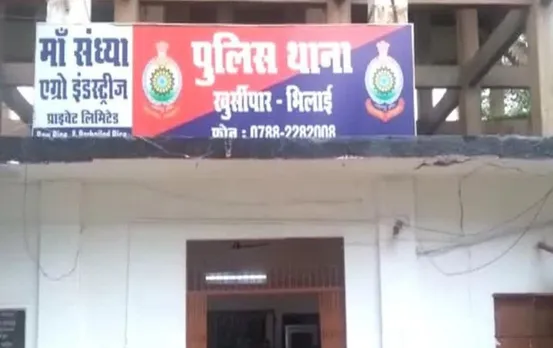 माँ संध्या
एग्रो इंडस्ट्रीज
प्राइवेट लिमिटेड
पुलिस थाना
खुर्सीपार - भिलाई
फोन : 0788-2282008